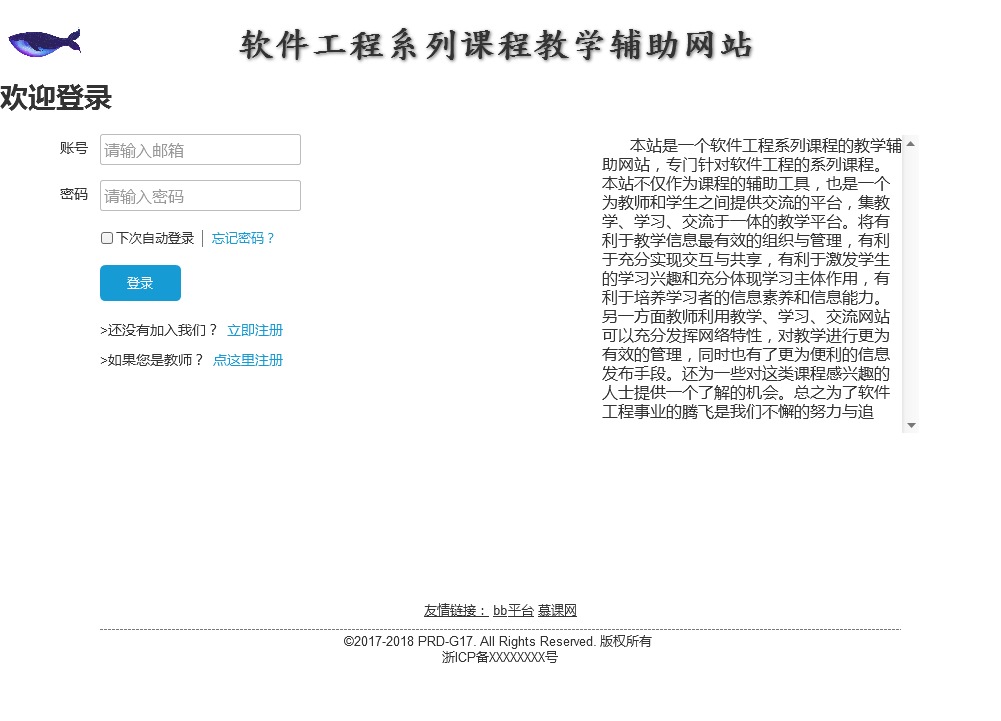 软件工程系列课程教学辅助网站
欢迎登录
账号 请输入邮箱
密码 请输入密码
下次自动登录 忘记密码？
登录
>还没有加入我们？ 立即注册
>如果您是教师？ 点这里注册
本站是一个软件工程系列课程的教学辅
助网站，专门针对软件工程的系列课程。
本站不仅作为课程的辅助工具，也是一个
为教师和学生之间提供交流的平台，集教
学、学习、交流于一体的教学平台。将有
利于教学信息最有效的组织与管理，有利
于充分实现交互与共享，有利于激发学生
的学习兴趣和充分体现学习主体作用，有
利于培养学习者的信息素养和信息能力。
另一方面教师利用教学、学习、交流网站
可以充分发挥网络特性，对教学进行更为
有效的管理，同时也有了更为便利的信息
发布手段。还为一些对这类课程感兴趣的
人士提供一个了解的机会。总之为了软件
工程事业的腾飞是我们不懈的努力与追
友情链接： bb平台 慕课网
©2017-2018 PRD-G17. All Rights Reserved. 版权所有
浙ICP备XXXXXXXX号